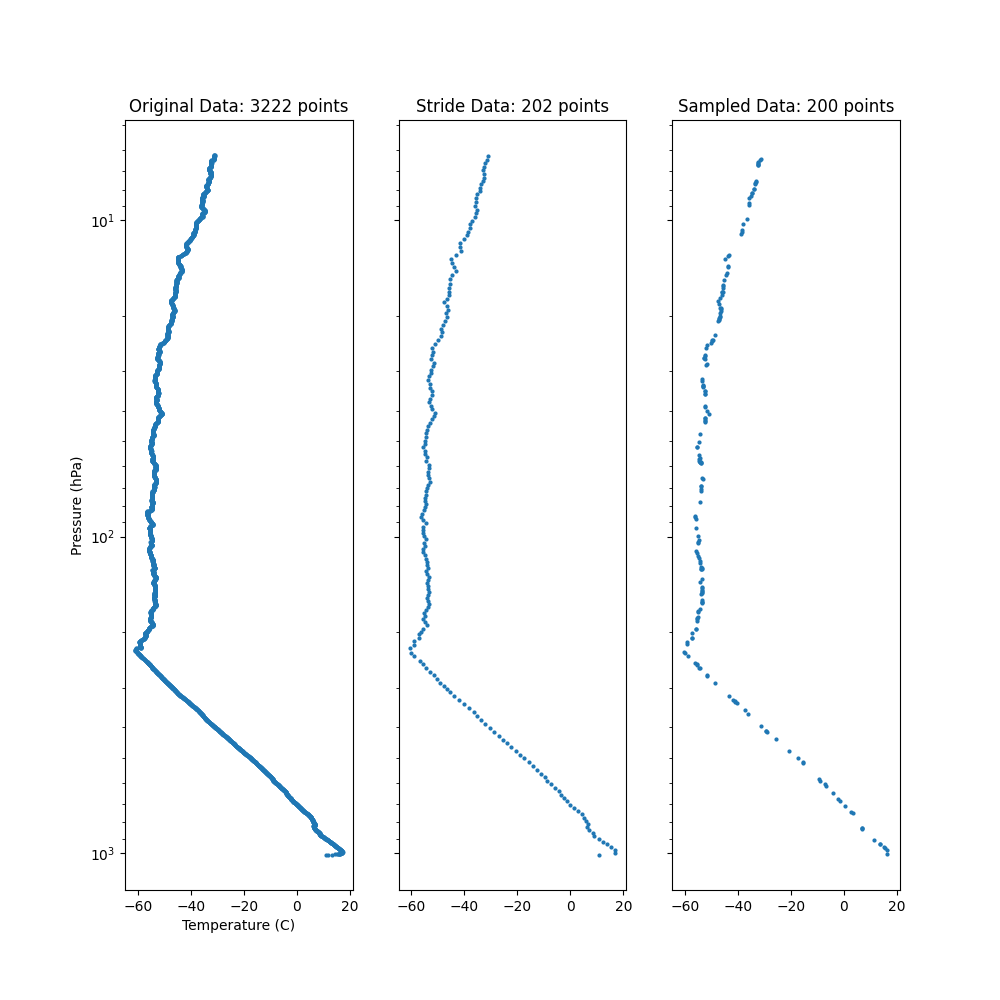 Original Data: 3222 points
Stride Data: 202 points
Sampled Data: 200 points
10¹
10²
10³
Pressure (hPa)
−60 −40 −20 0 20
−60 −40 −20 0 20
−60 −40 −20 0 20
Temperature (C)